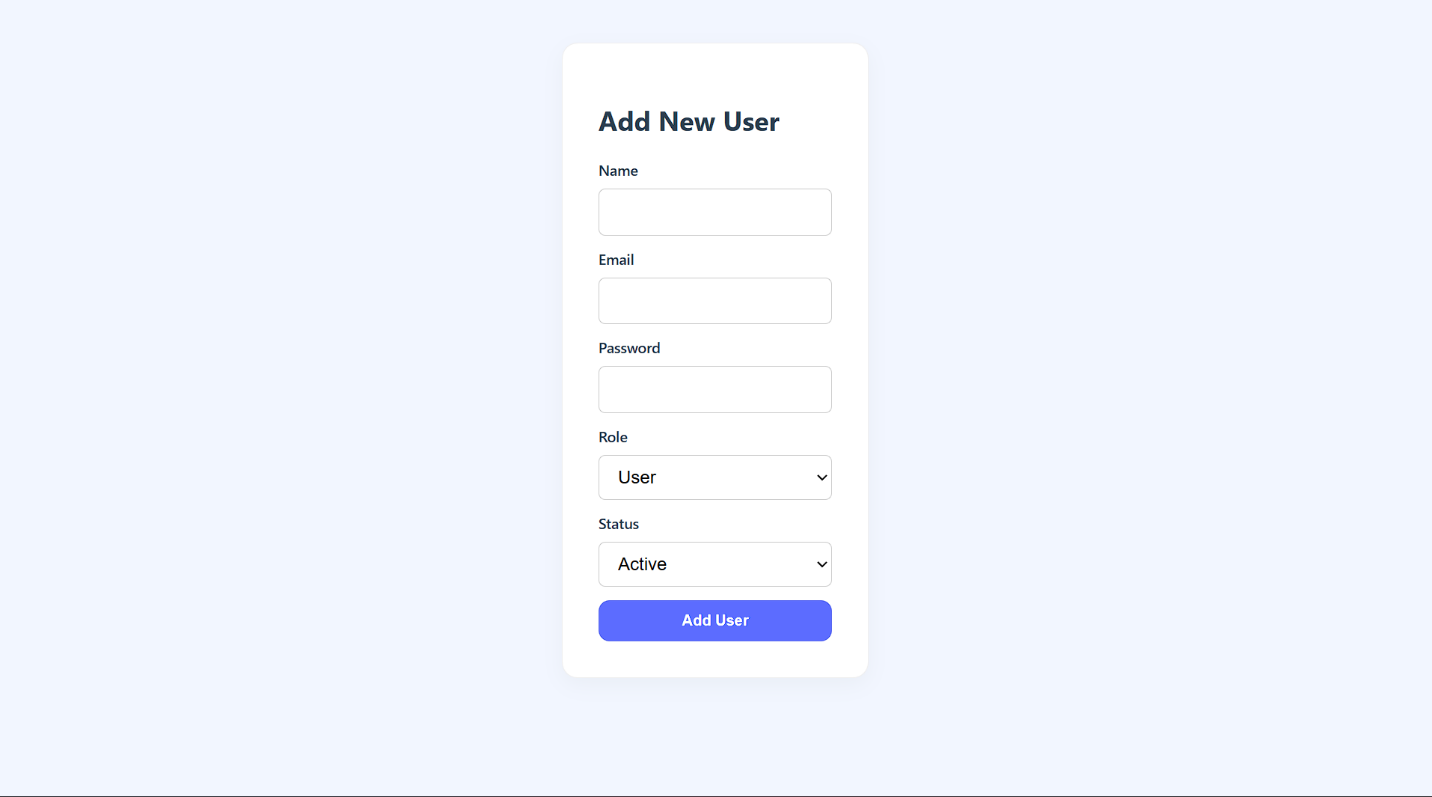 Add New User
Name
Email
Password
Role
User
Status
Active
Add User